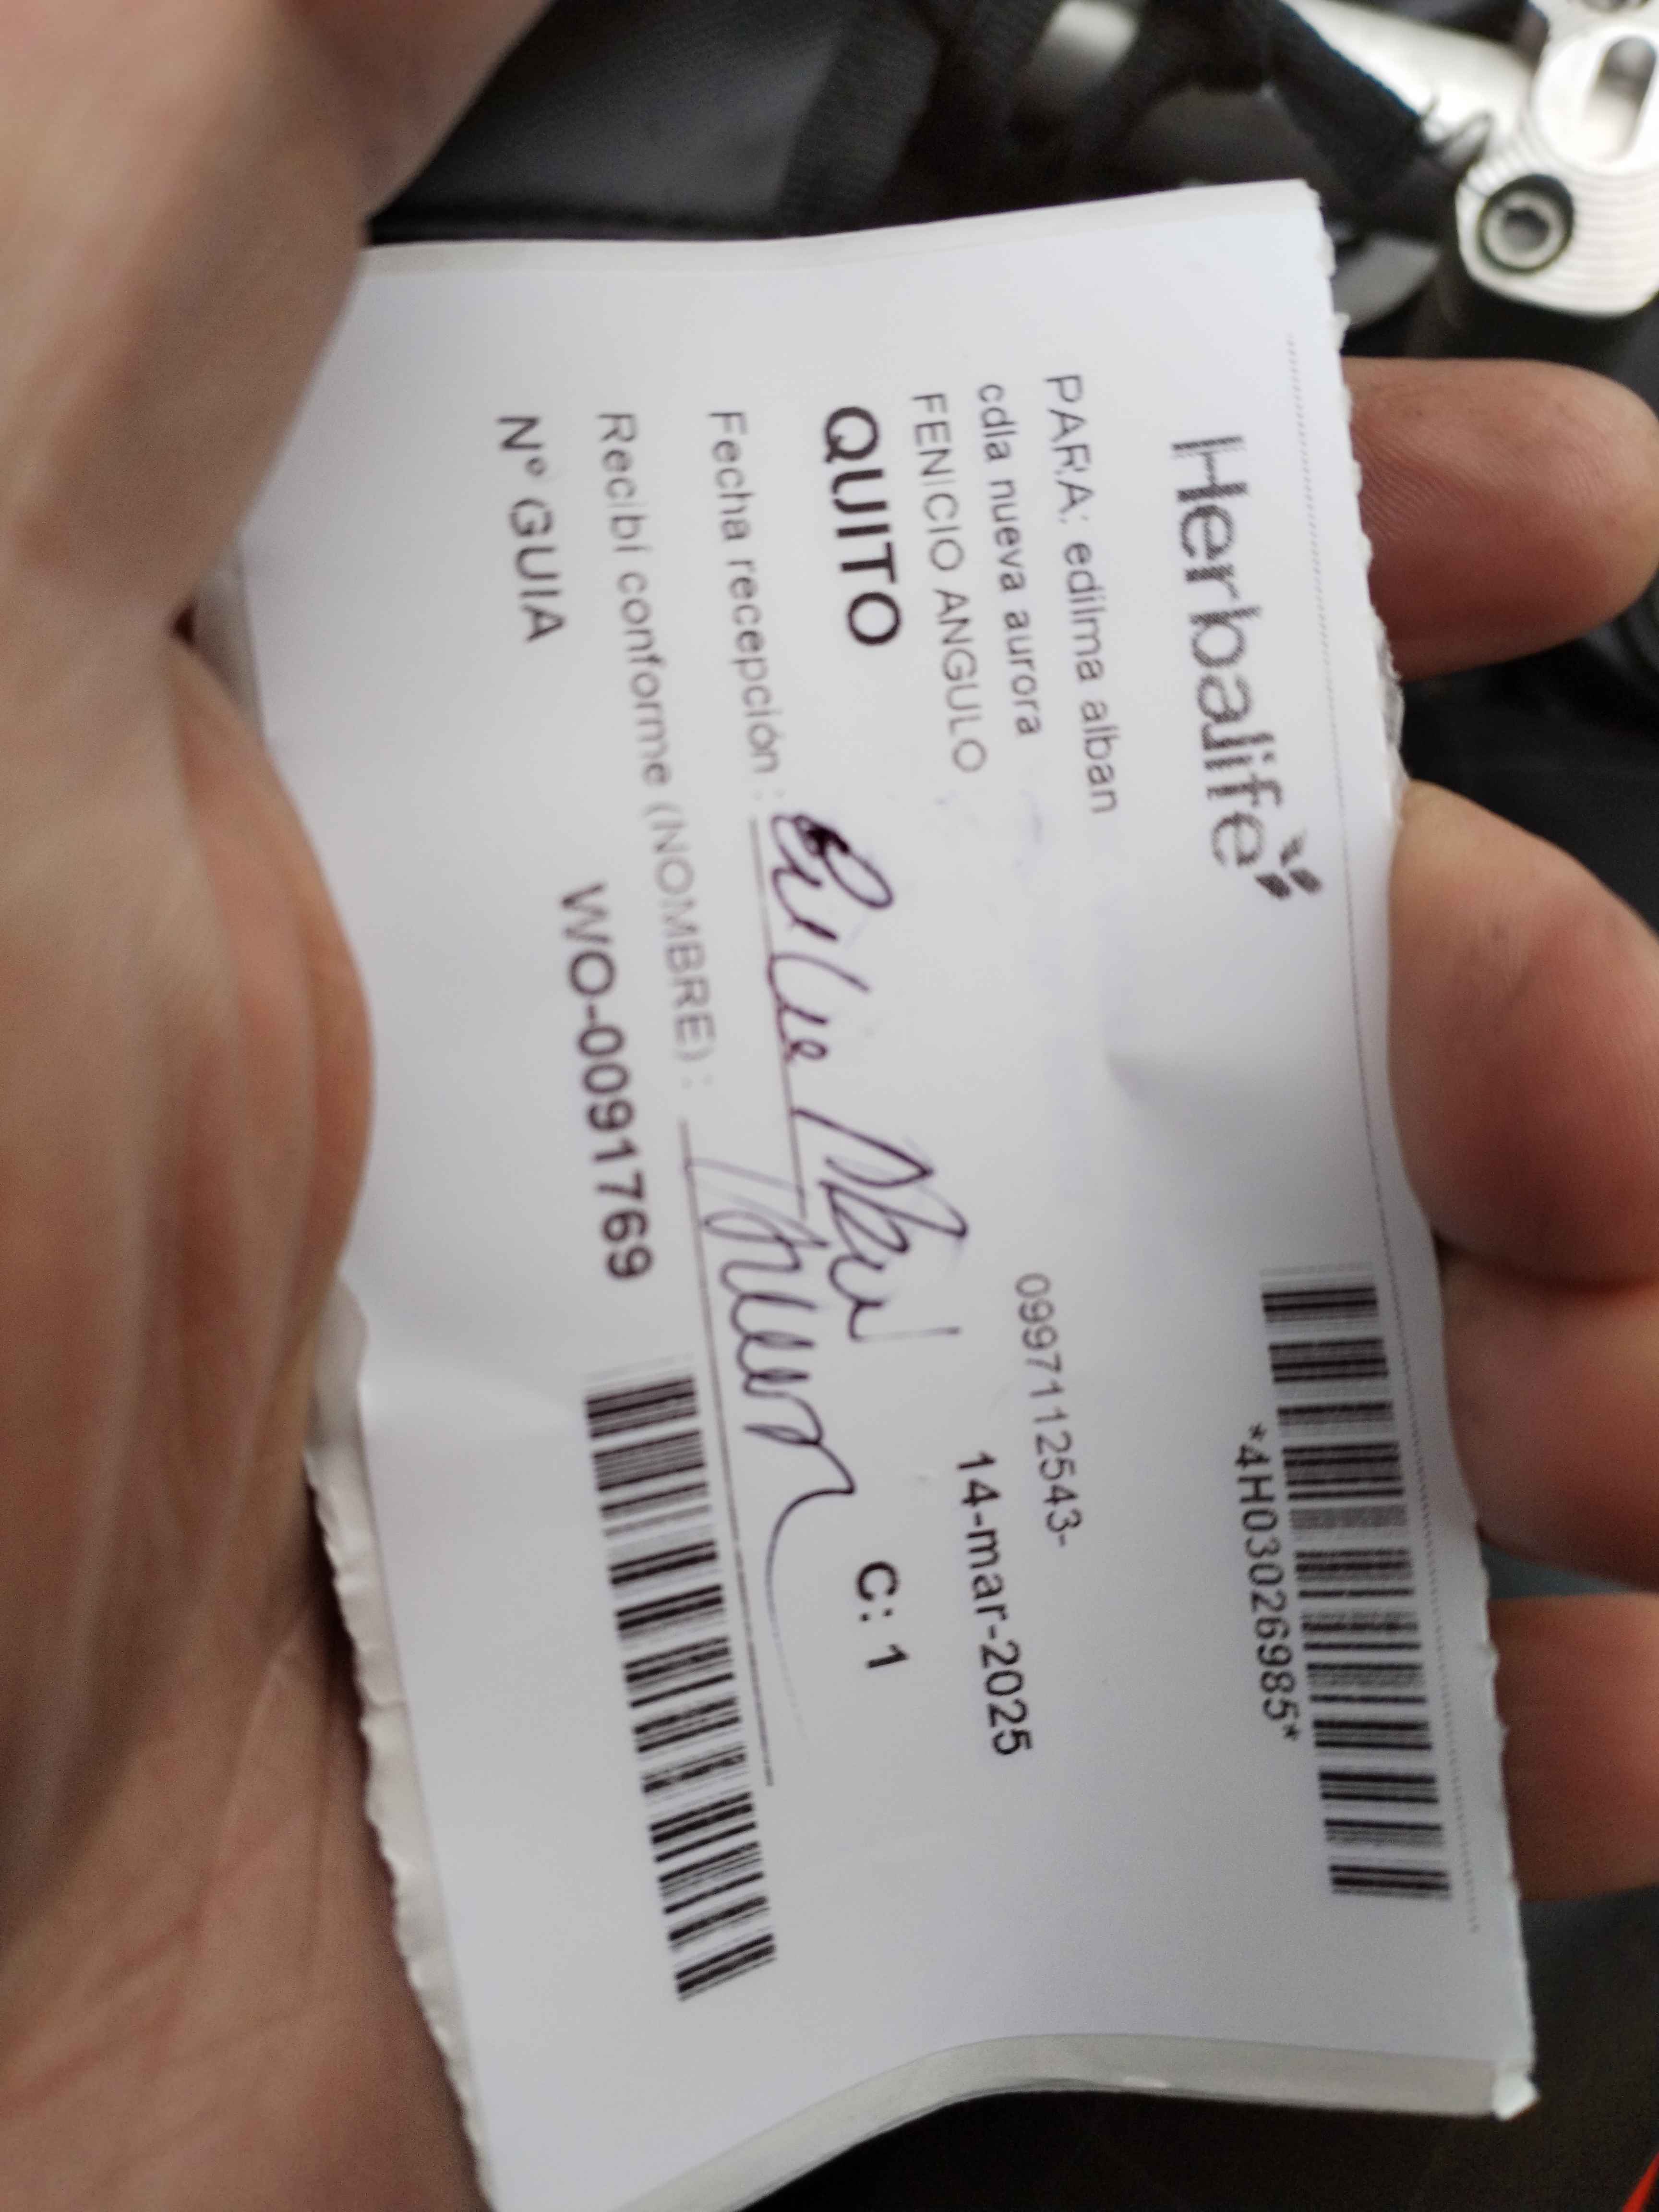 Herbalife
*4H03026985*
PARA: edilma alban
cdla nueva aurora 0997112543-
FENICIO ANGULO 14-mar-2025
QUITO C: 1
Fecha recepción :
Recibí conforme (NOMBRE) :
Nº GUIA WO-0091769